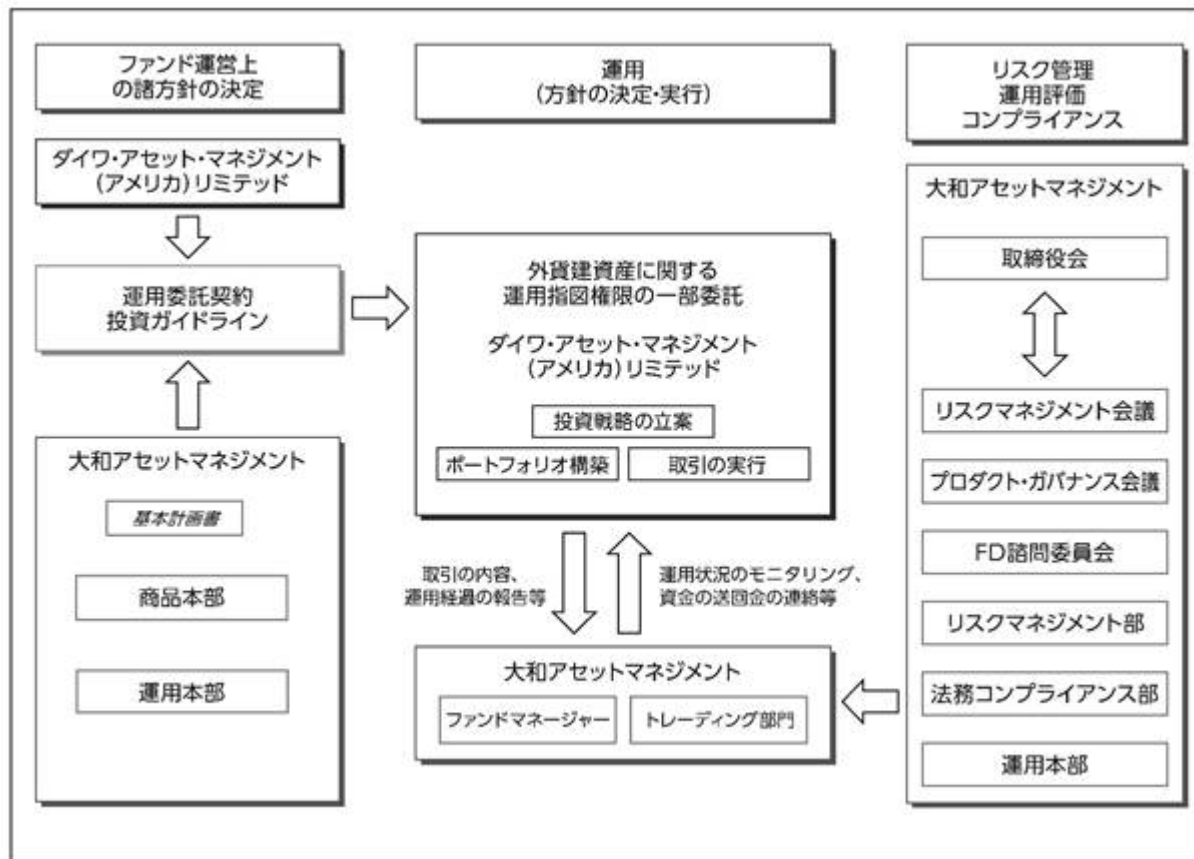 ファンド運営上
の諸方針の決定
ダイワ・アセット・マネジメント
(アメリカ)リミテッド
運用委託契約
投資ガイドライン
大和アセットマネジメント
基本計画書
商品本部
運用本部
運用
(方針の決定・実行)
外貨建資産に関する
運用指図権限の一部委託
ダイワ・アセット・マネジメント
(アメリカ)リミテッド
投資戦略の立案
ポートフォリオ構築
取引の実行
取引の内容、
運用経過の報告等
運用状況のモニタリング、
資金の送回金の連絡等
大和アセットマネジメント
ファンドマネージャー
トレーディング部門
リスク管理
運用評価
コンプライアンス
大和アセットマネジメント
取締役会
リスクマネジメント会議
プロダクト・ガバナンス会議
FD諮問委員会
リスクマネジメント部
法務コンプライアンス部
運用本部